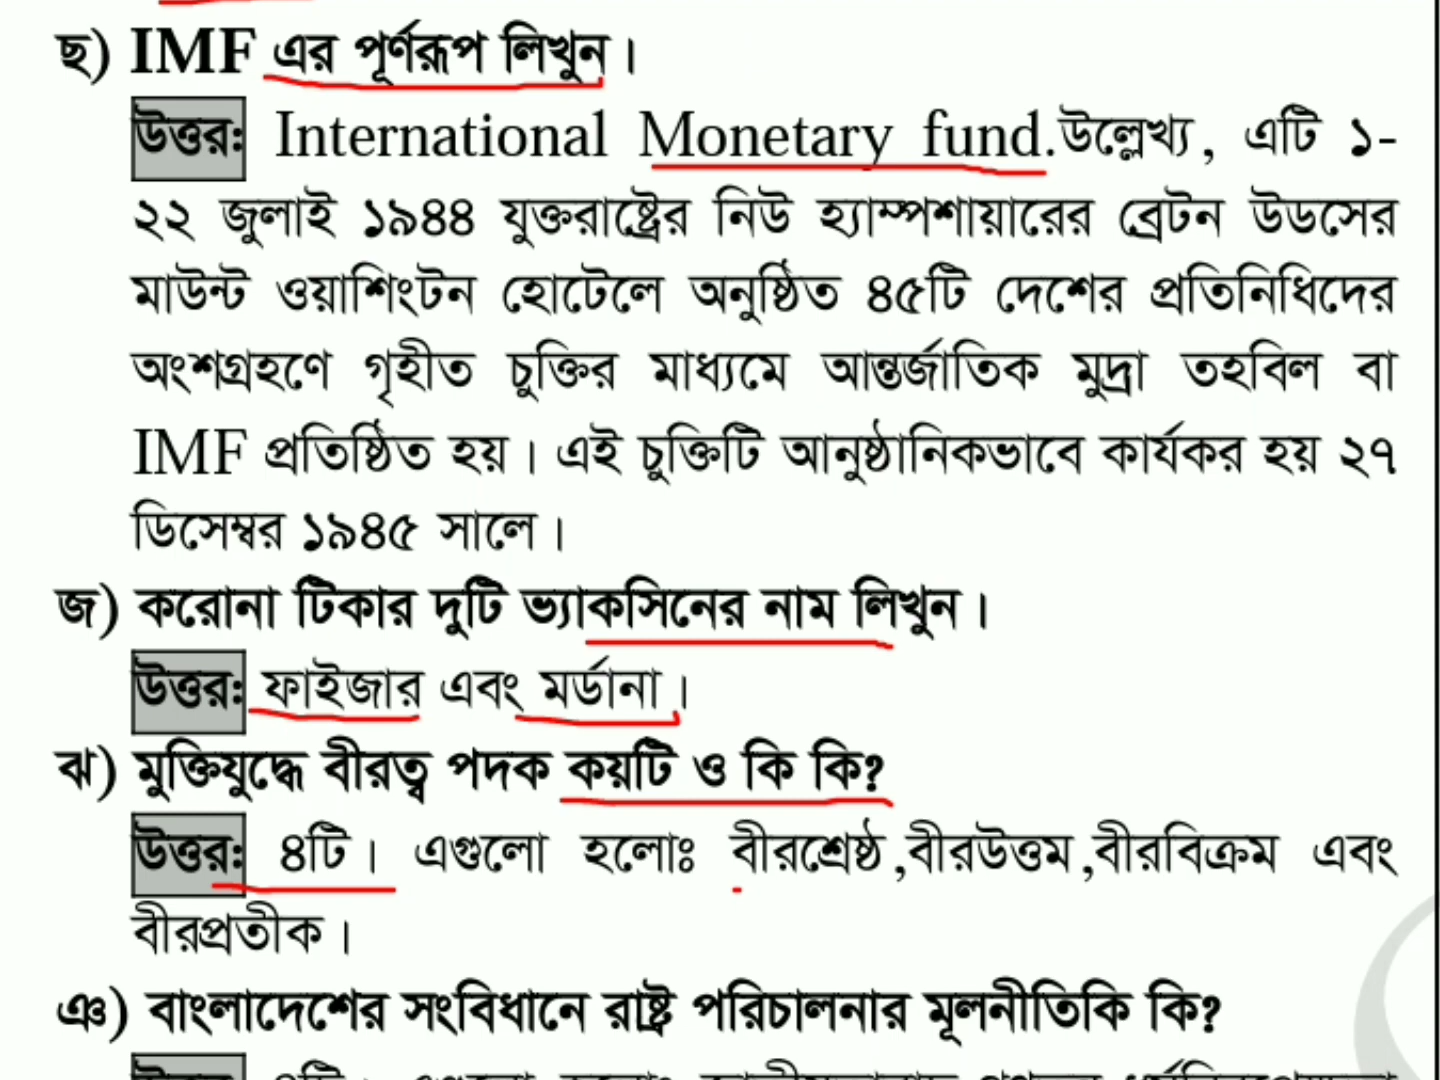 ছ) IMF এর পূর্ণরূপ লিখুন।
উত্তর: International Monetary fund.উল্লেখ্য, এটি ১-
২২ জুলাই ১৯৪৪ যুক্তরাষ্ট্রের নিউ হ্যাম্পশায়ারের ব্রেটন উডসের
মাউন্ট ওয়াশিংটন হোটেলে অনুষ্ঠিত ৪৫টি দেশের প্রতিনিধিদের
অংশগ্রহণে গৃহীত চুক্তির মাধ্যমে আন্তর্জাতিক মুদ্রা তহবিল বা
IMF প্রতিষ্ঠিত হয়। এই চুক্তিটি আনুষ্ঠানিকভাবে কার্যকর হয় ২৭
ডিসেম্বর ১৯৪৫ সালে।
জ) করোনা টিকার দুটি ভ্যাকসিনের নাম লিখুন।
উত্তর: ফাইজার এবং মর্ডানা।
ঝ) মুক্তিযুদ্ধে বীরত্ব পদক কয়টি ও কি কি?
উত্তর: ৪টি। এগুলো হলোঃ বীরশ্রেষ্ঠ,বীরউত্তম,বীরবিক্রম এবং
বীরপ্রতীক।
ঞ) বাংলাদেশের সংবিধানে রাষ্ট্র পরিচালনার মূলনীতিকি কি?